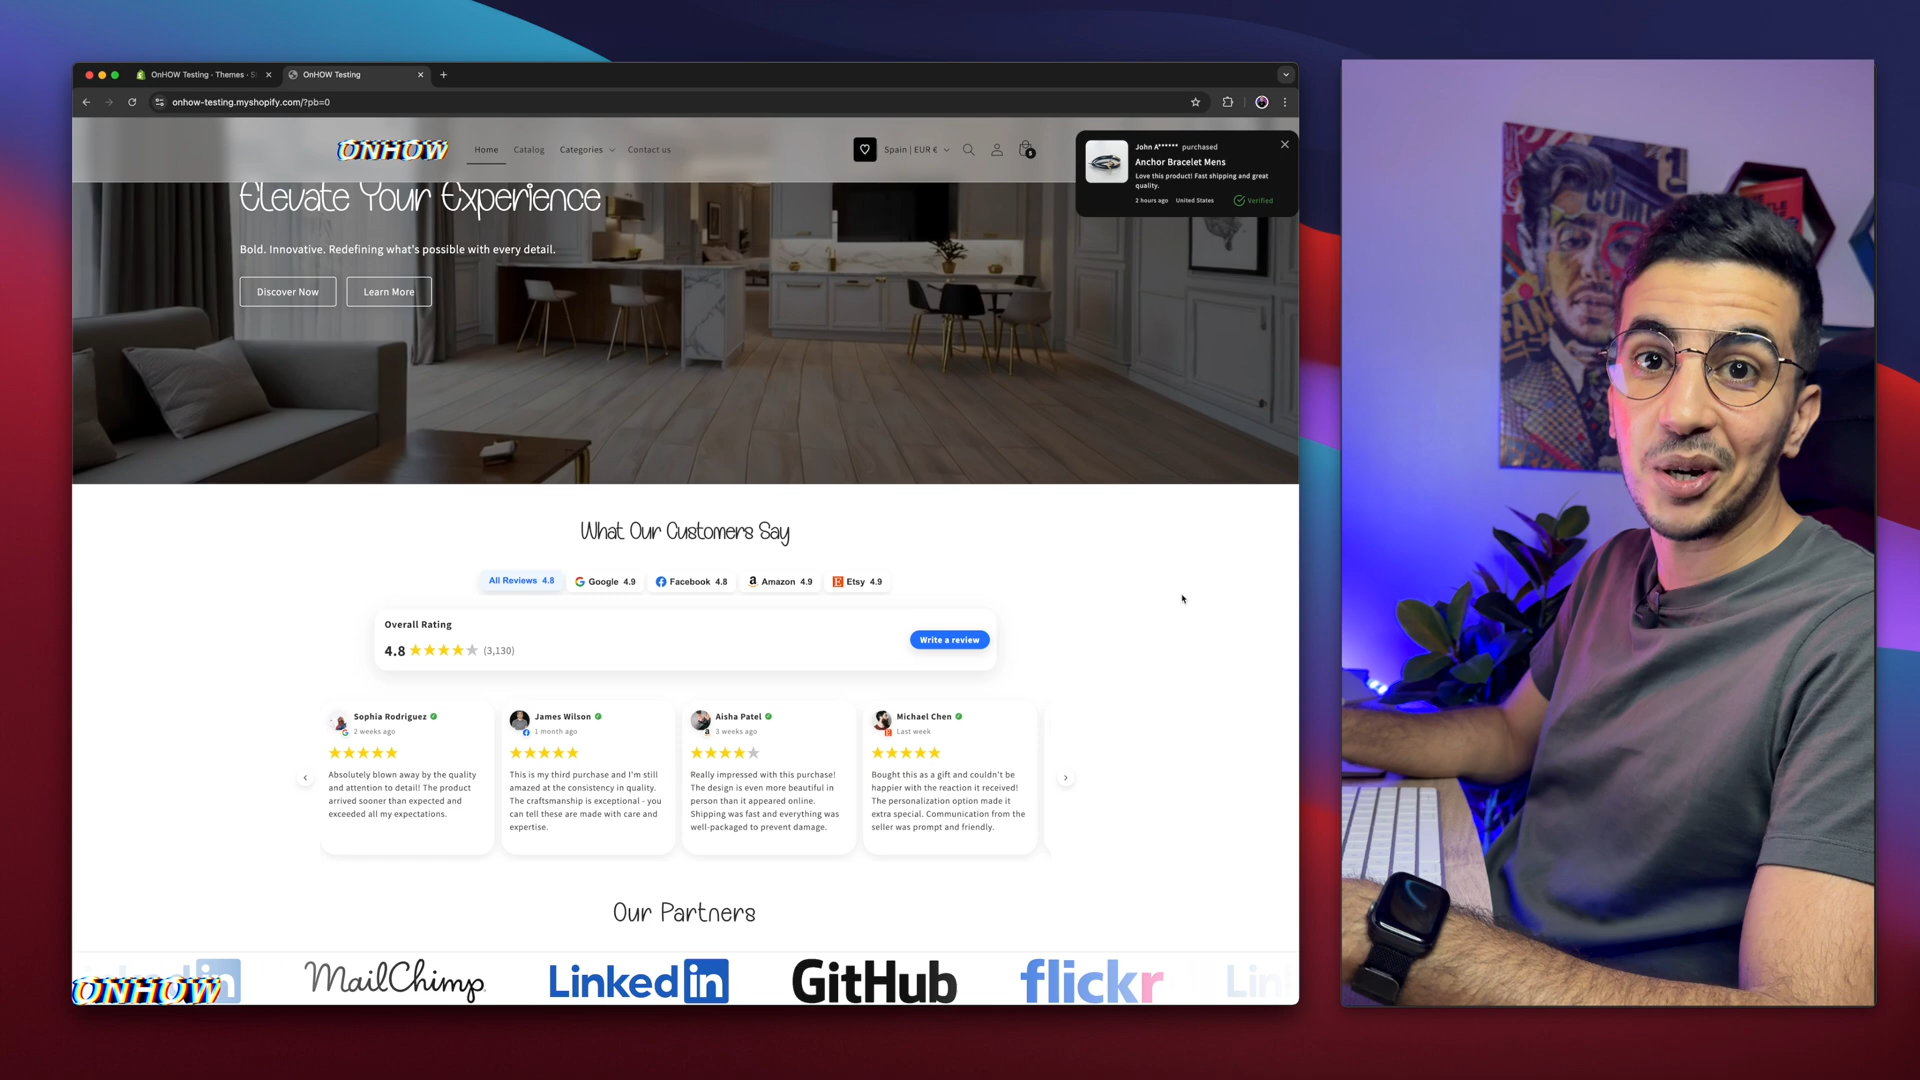 OnHOW Testing · Themes · S
OnHOW Testing
onhow-testing.myshopify.com/?pb=0
ONHOW
Home
Catalog
Categories
Contact us
Spain | EUR €
John A****** purchased
Anchor Bracelet Mens
Love this product! Fast shipping and great
quality.
2 hours ago United States
Verified
Elevate Your Experience
Bold. Innovative. Redefining what's possible with every detail.
Discover Now
Learn More
What Our Customers Say
All Reviews 4.8
Google 4.9
Facebook 4.8
Amazon 4.9
Etsy 4.9
Overall Rating
4.8 (3,130)
Write a review
Sophia Rodriguez
2 weeks ago
Absolutely blown away by the quality
and attention to detail! The product
arrived sooner than expected and
exceeded all my expectations.
James Wilson
1 month ago
This is my third purchase and I'm still
amazed at the consistency in quality.
The craftsmanship is exceptional - you
can tell these are made with care and
expertise.
Aisha Patel
3 weeks ago
Really impressed with this purchase!
The design is even more beautiful in
person than it appeared online.
Shipping was fast and everything was
well-packaged to prevent damage.
Michael Chen
Last week
Bought this as a gift and couldn't be
happier with the reaction it received!
The personalization option made it
extra special. Communication from the
seller was prompt and friendly.
Our Partners
MailChimp
Linkedin
GitHub
flickr
Lin
ONHOW